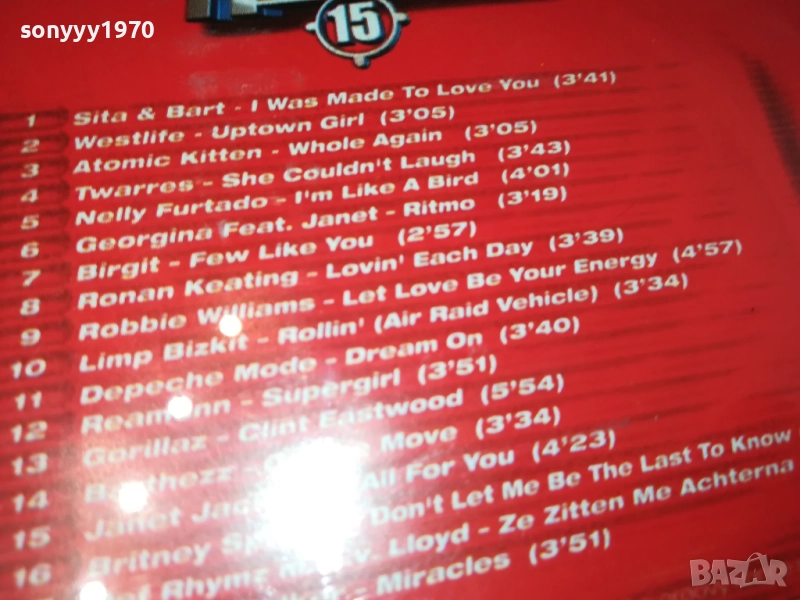 sonyyy1970
15
1 Sita & Bart - I Was Made To Love You (3'41)
2 Westlife - Uptown Girl (3'05)
3 Atomic Kitten - Whole Again (3'05)
4 Twarres - She Couldn't Laugh (3'43)
5 Nelly Furtado - I'm Like A Bird (4'01)
6 Georgina Feat. Janet - Ritmo (3'19)
7 Birgit - Few Like You (2'57)
8 Ronan Keating - Lovin' Each Day (3'39)
9 Robbie Williams - Let Love Be Your Energy (4'57)
10 Limp Bizkit - Rollin' (Air Raid Vehicle) (3'34)
11 Depeche Mode - Dream On (3'40)
12 Reamonn - Supergirl (3'51)
13 Gorillaz - Clint Eastwood (5'54)
14 Move (3'34)
15 Janet All For You (4'23)
16 Britney Don't Let Me Be The Last To Know
Rhymz Lloyd - Ze Zitten Me Achterna
- Miracles (3'51)
BAZAR